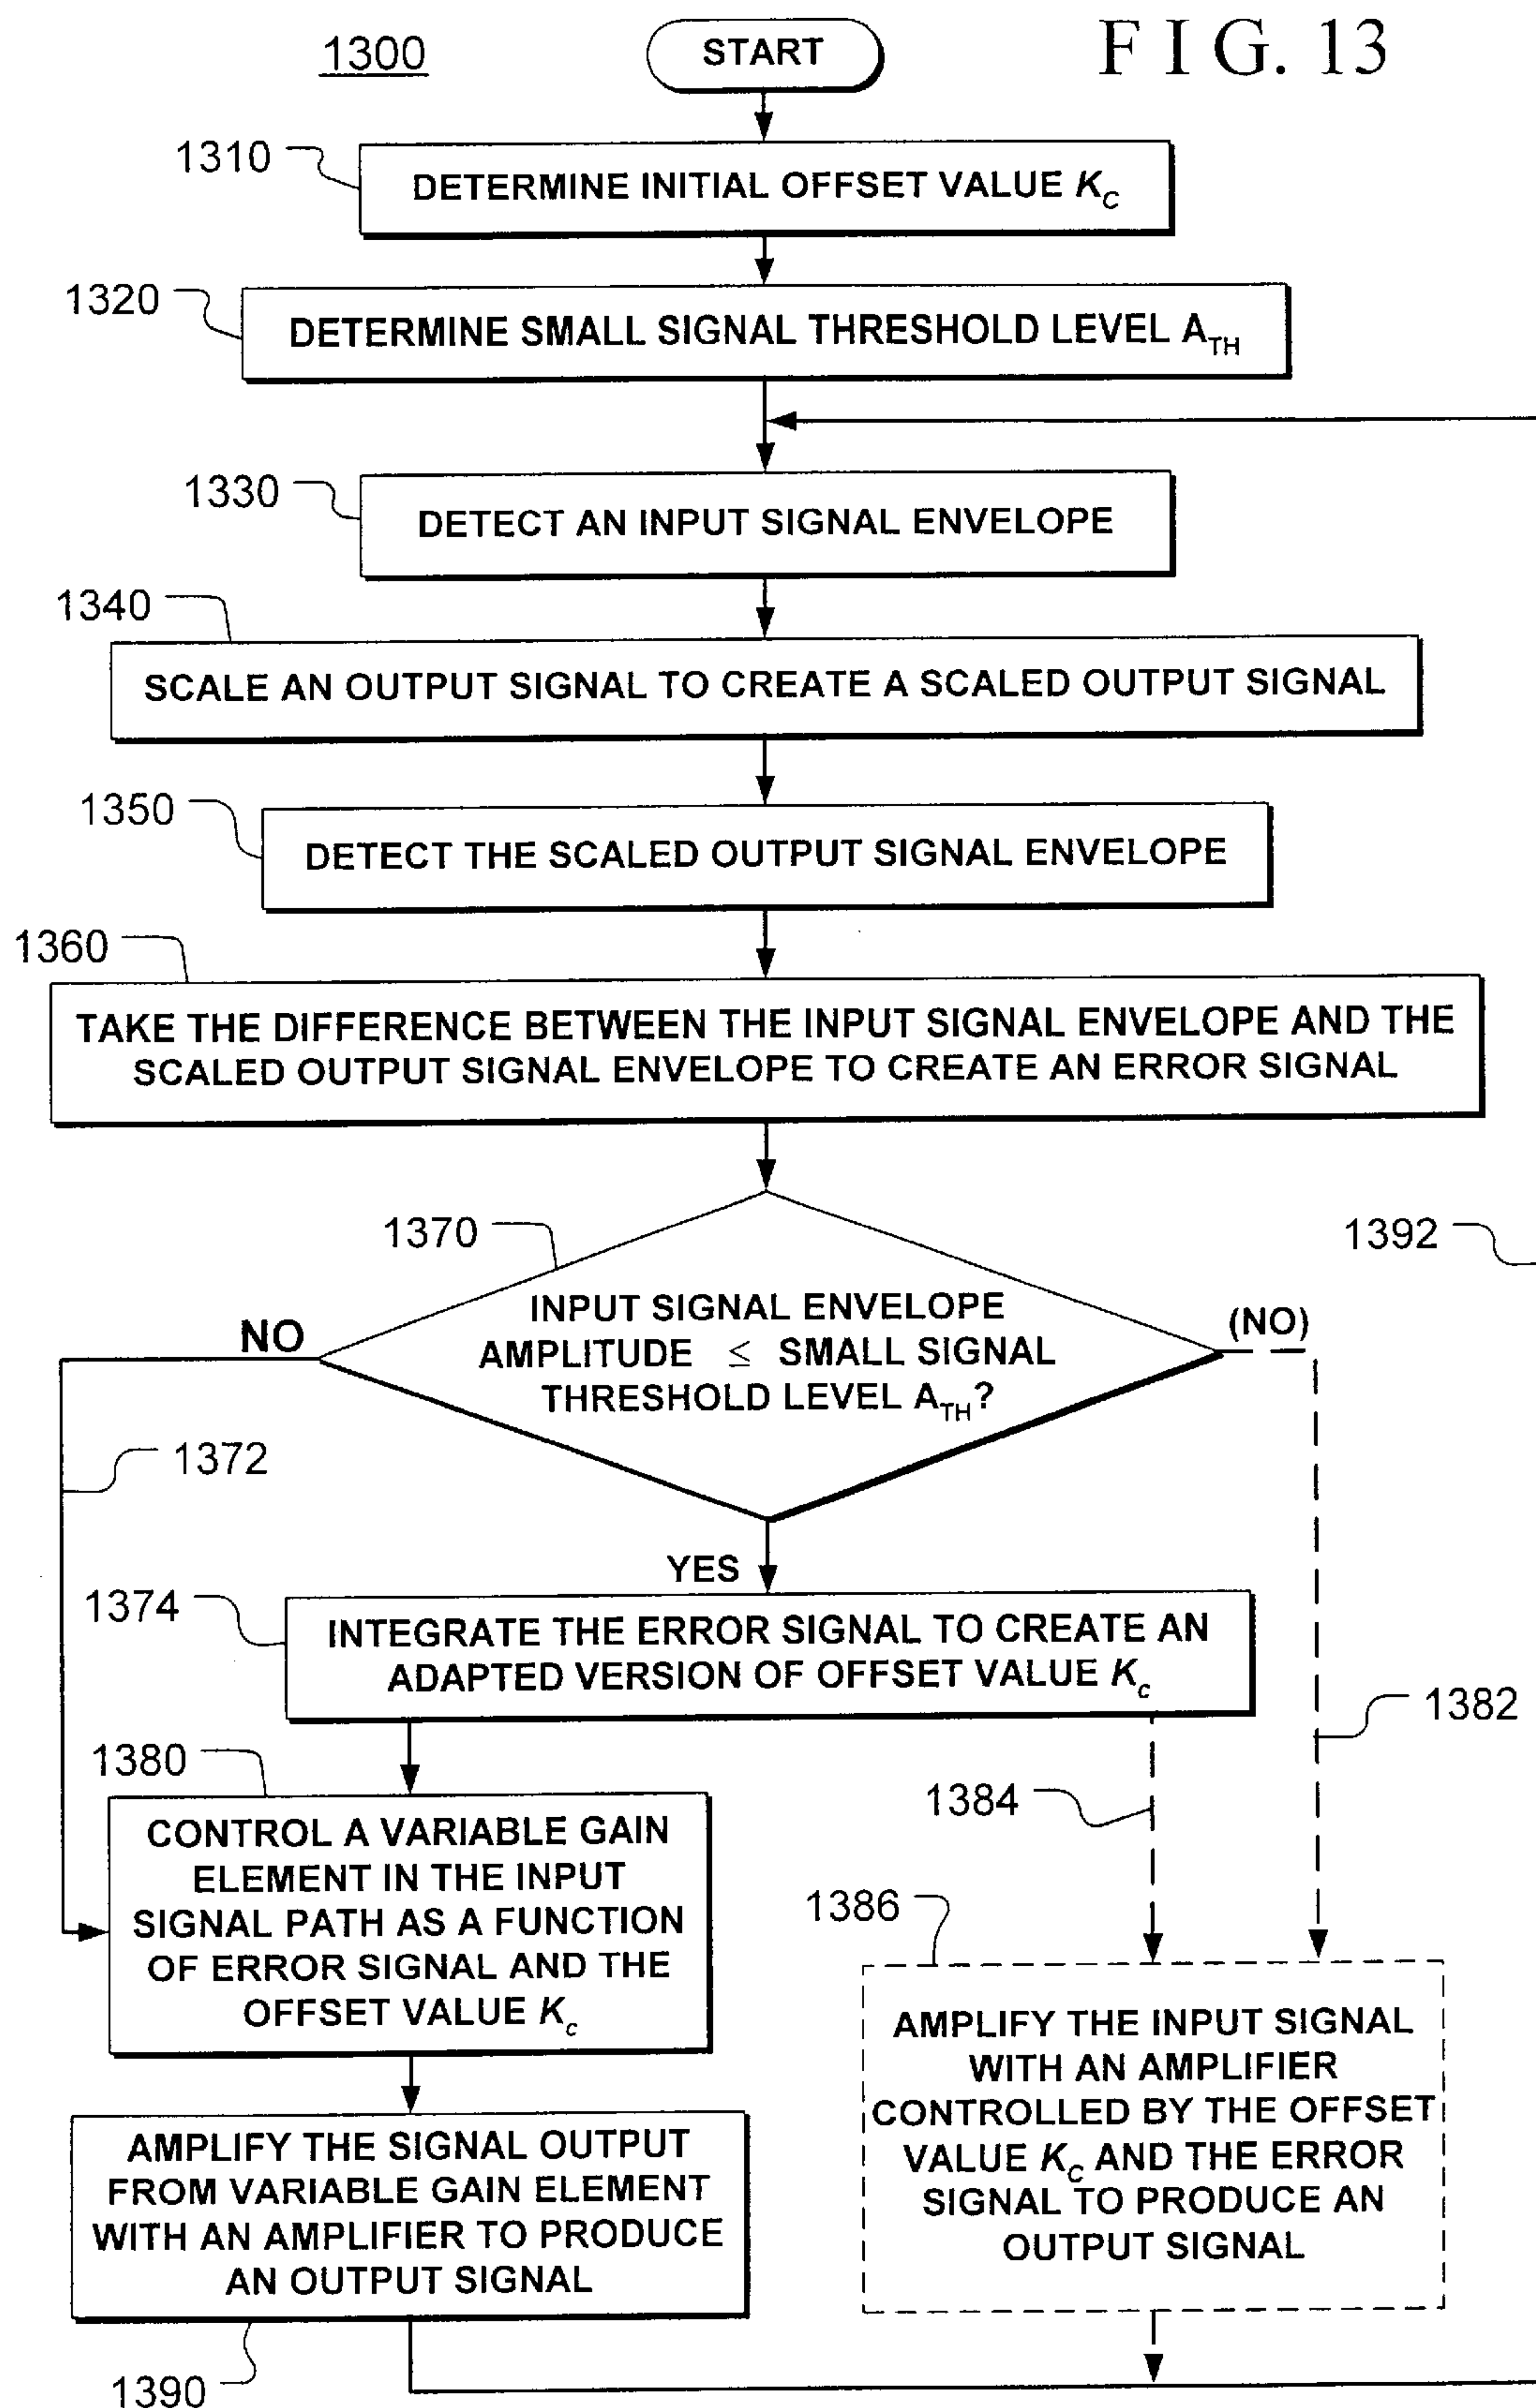 1300
START
F I G. 13
1310
DETERMINE INITIAL OFFSET VALUE KC
1320
DETERMINE SMALL SIGNAL THRESHOLD LEVEL ATH
1330
DETECT AN INPUT SIGNAL ENVELOPE
1340
SCALE AN OUTPUT SIGNAL TO CREATE A SCALED OUTPUT SIGNAL
1350
DETECT THE SCALED OUTPUT SIGNAL ENVELOPE
1360
TAKE THE DIFFERENCE BETWEEN THE INPUT SIGNAL ENVELOPE AND THE
SCALED OUTPUT SIGNAL ENVELOPE TO CREATE AN ERROR SIGNAL
1370
1392
INPUT SIGNAL ENVELOPE
AMPLITUDE ≤ SMALL SIGNAL
THRESHOLD LEVEL ATH?
NO
(NO)
1372
YES
1374
INTEGRATE THE ERROR SIGNAL TO CREATE AN
ADAPTED VERSION OF OFFSET VALUE Kc
1382
1380
1384
CONTROL A VARIABLE GAIN
ELEMENT IN THE INPUT
SIGNAL PATH AS A FUNCTION
OF ERROR SIGNAL AND THE
OFFSET VALUE Kc
1386
AMPLIFY THE INPUT SIGNAL
WITH AN AMPLIFIER
CONTROLLED BY THE OFFSET
VALUE KC AND THE ERROR
SIGNAL TO PRODUCE AN
OUTPUT SIGNAL
AMPLIFY THE SIGNAL OUTPUT
FROM VARIABLE GAIN ELEMENT
WITH AN AMPLIFIER TO PRODUCE
AN OUTPUT SIGNAL
1390